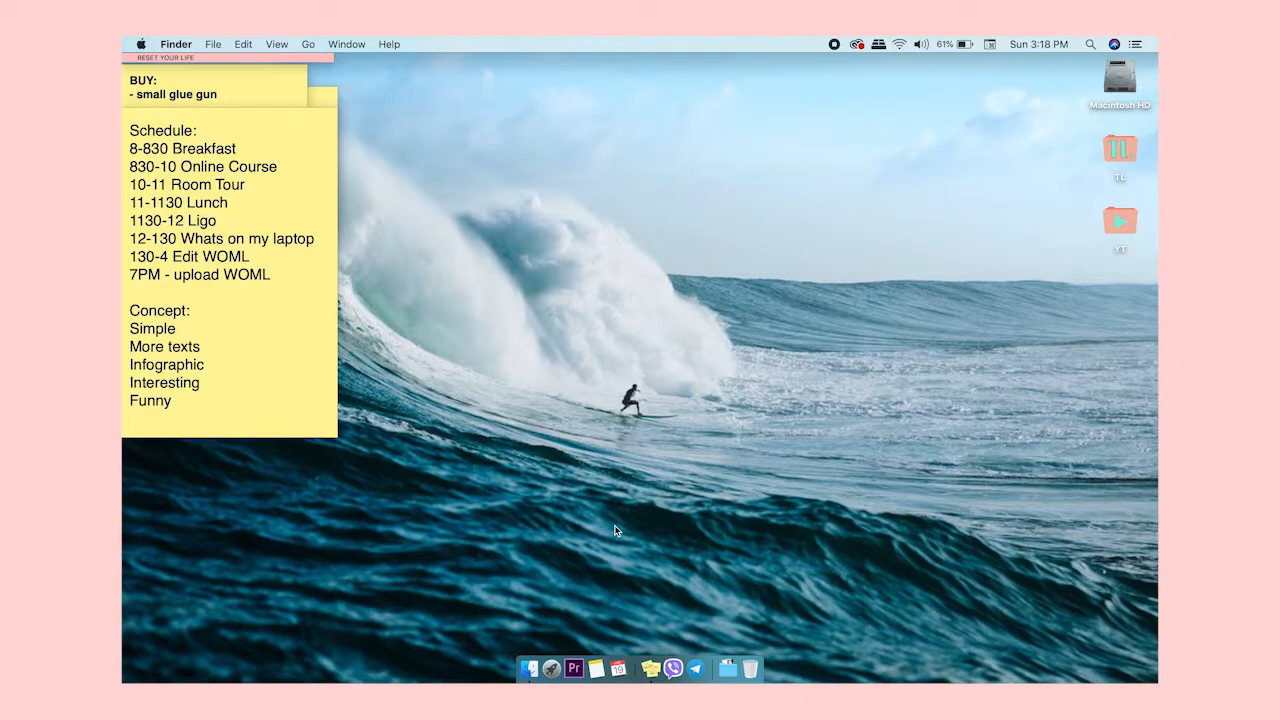 Finder File Edit View Go Window Help 61% Sun 3:18 PM
RESET YOUR LIFE
BUY:
- small glue gun
Schedule:
8-830 Breakfast
830-10 Online Course
10-11 Room Tour
11-1130 Lunch
1130-12 Ligo
12-130 Whats on my laptop
130-4 Edit WOML
7PM - upload WOML
Concept:
Simple
More texts
Infographic
Interesting
Funny
Macintosh HD
TL.
TL
YT
Pr
19